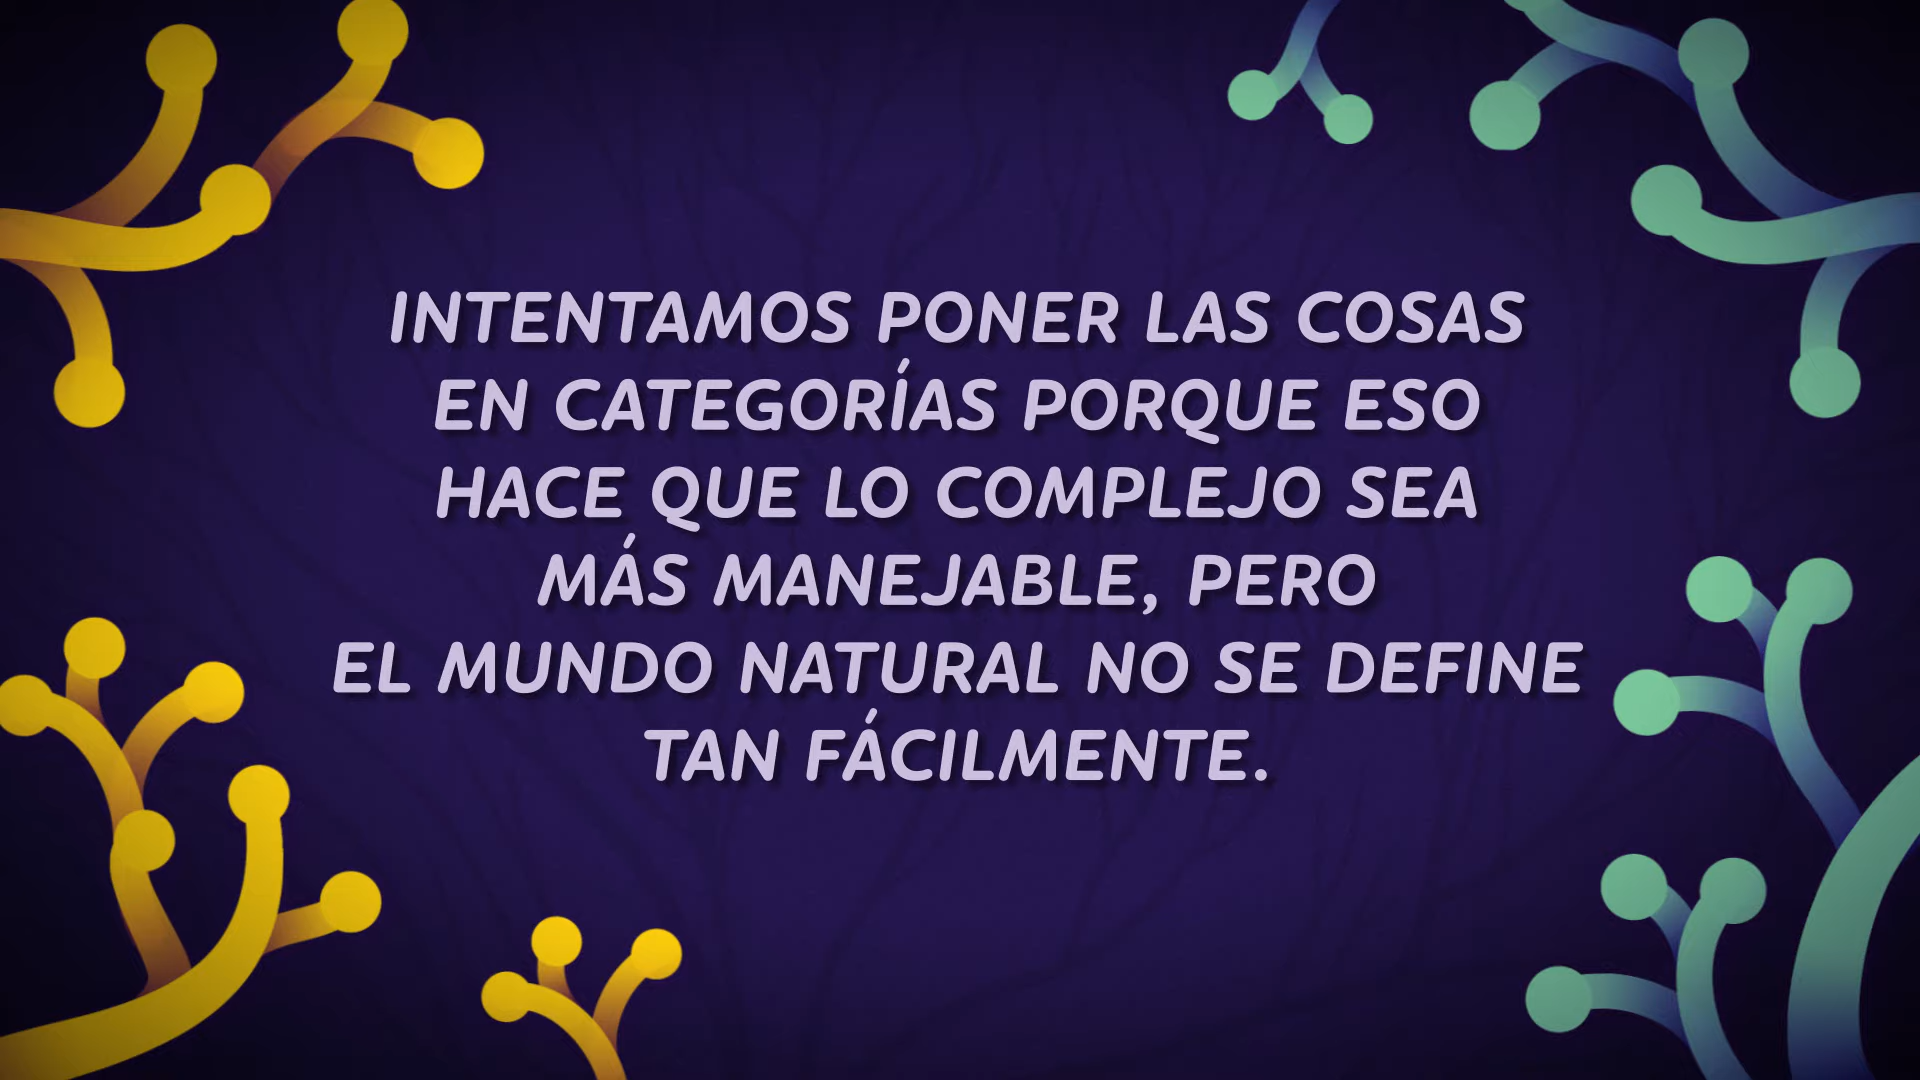 INTENTAMOS PONER LAS COSAS
EN CATEGORÍAS PORQUE ESO
HACE QUE LO COMPLEJO SEA
MÁS MANEJABLE, PERO
EL MUNDO NATURAL NO SE DEFINE
TAN FÁCILMENTE.